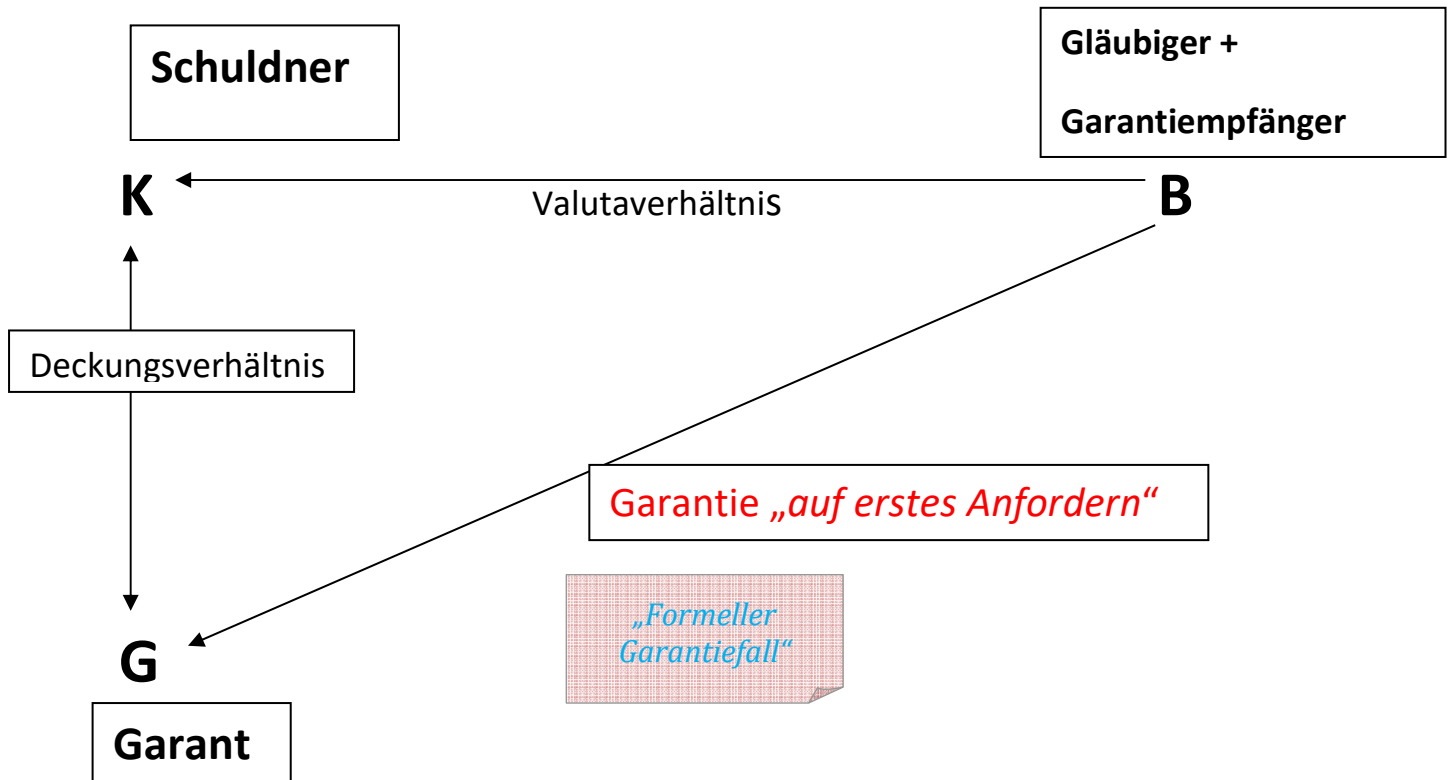 Schuldner
Gläubiger +
Garantiempfänger
K
Valutaverhältnis
B
Deckungsverhältnis
Garantie „auf erstes Anfordern“
„Formeller
Garantiefall“
G
Garant